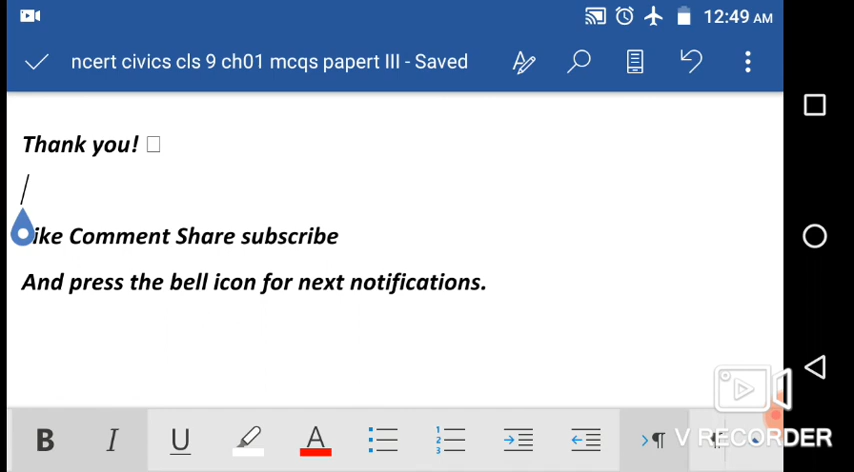 12:49 AM
ncert civics cls 9 ch01 mcqs papert III - Saved
Thank you!
ike Comment Share subscribe
And press the bell icon for next notifications.
B I U A
V RECORDER